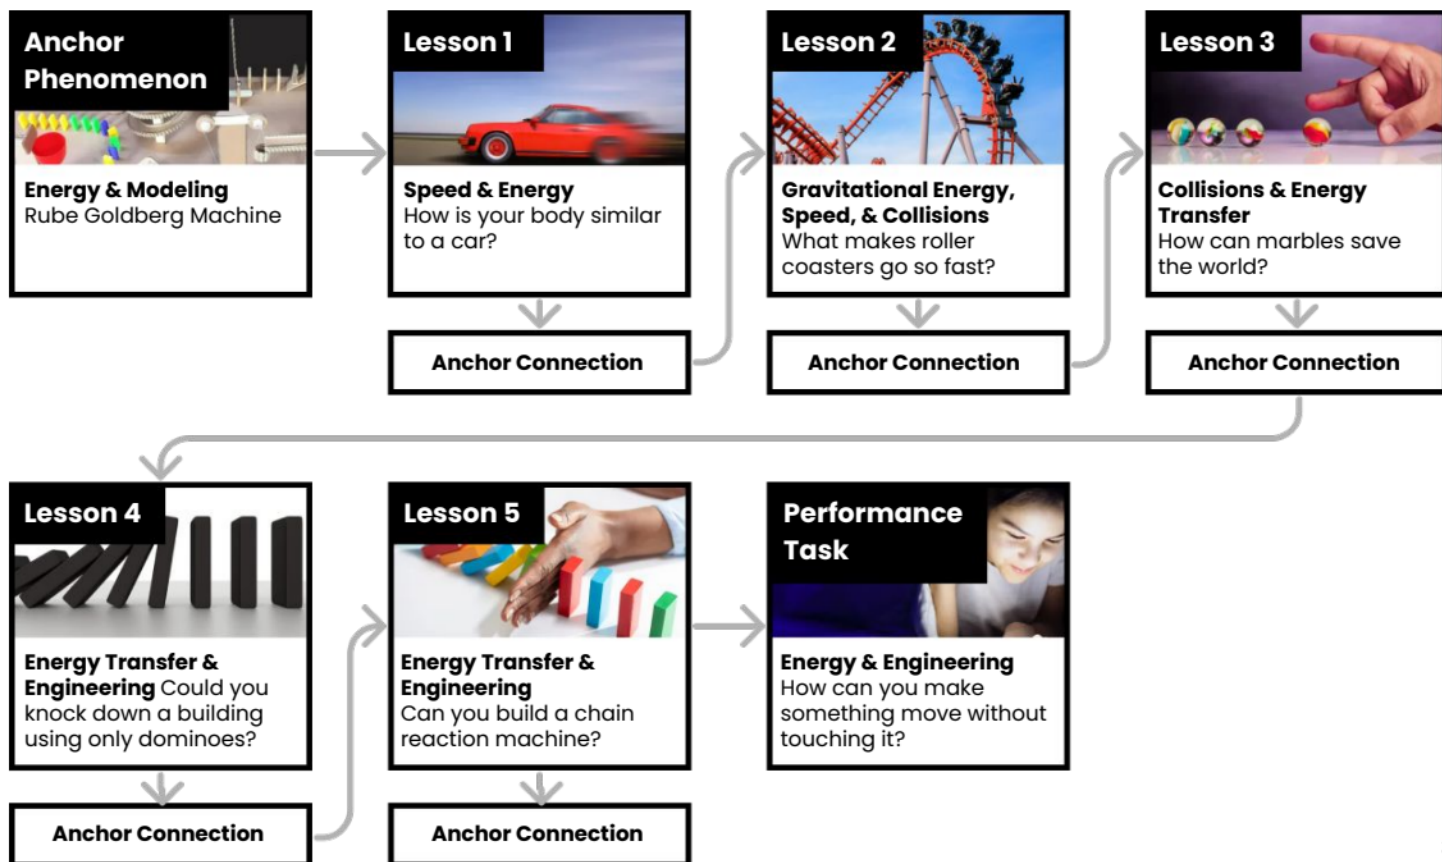 Anchor
Phenomenon
Energy & Modeling
Rube Goldberg Machine
Lesson 1
Speed & Energy
How is your body similar
to a car?
Anchor Connection
Lesson 2
Gravitational Energy,
Speed, & Collisions
What makes roller
coasters go so fast?
Anchor Connection
Lesson 3
Collisions & Energy
Transfer
How can marbles save
the world?
Anchor Connection
Lesson 4
Energy Transfer &
Engineering Could you
knock down a building
using only dominoes?
Anchor Connection
Lesson 5
Energy Transfer &
Engineering
Can you build a chain
reaction machine?
Anchor Connection
Performance
Task
Energy & Engineering
How can you make
something move without
touching it?